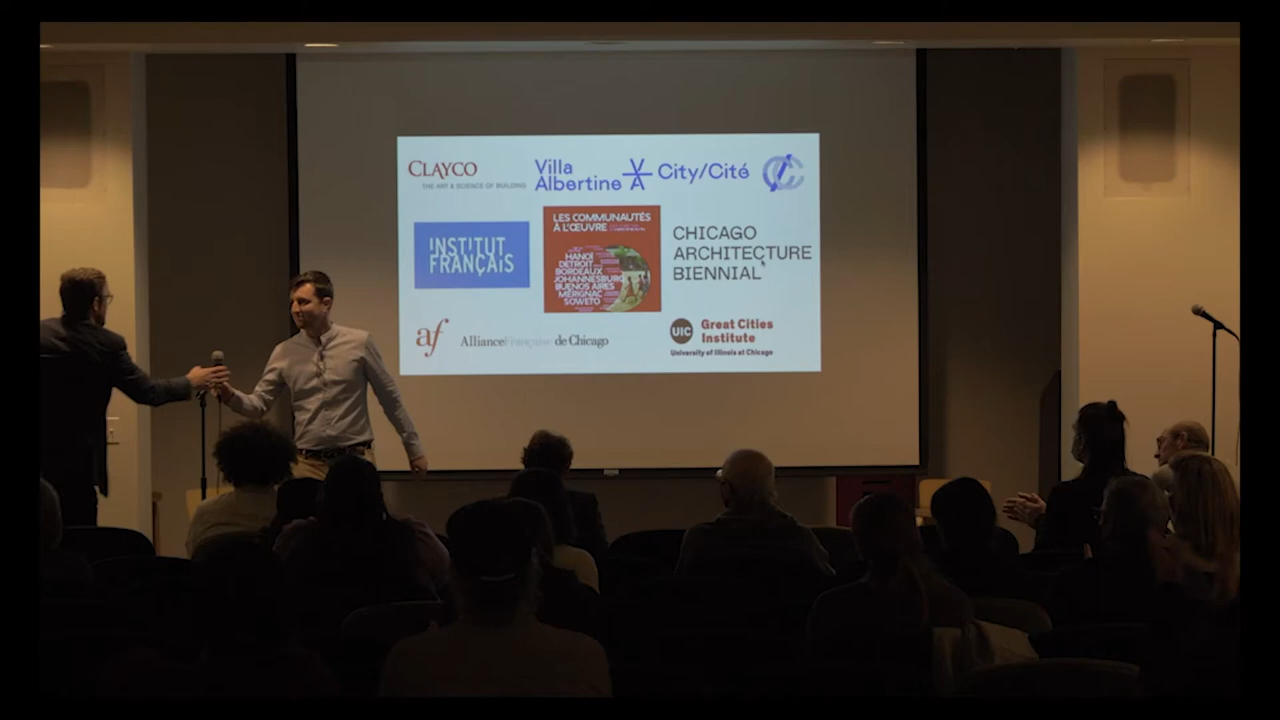 CLAYCO
THE ART & SCIENCE OF BUILDING
Villa
Albertine
VA
City/Cité
INSTITUT
FRANÇAIS
LES COMMUNAUTÉS
À L'ŒUVRE
HANOÏ
DETROIT
BORDEAUX
JOHANNESBURG
BUENOS AIRES
MÉRIGNAC
SOWETO
CHICAGO
ARCHITECTURE
BIENNIAL
af
AllianceFrançaise de Chicago
UIC
Great Cities
Institute
University of Illinois at Chicago